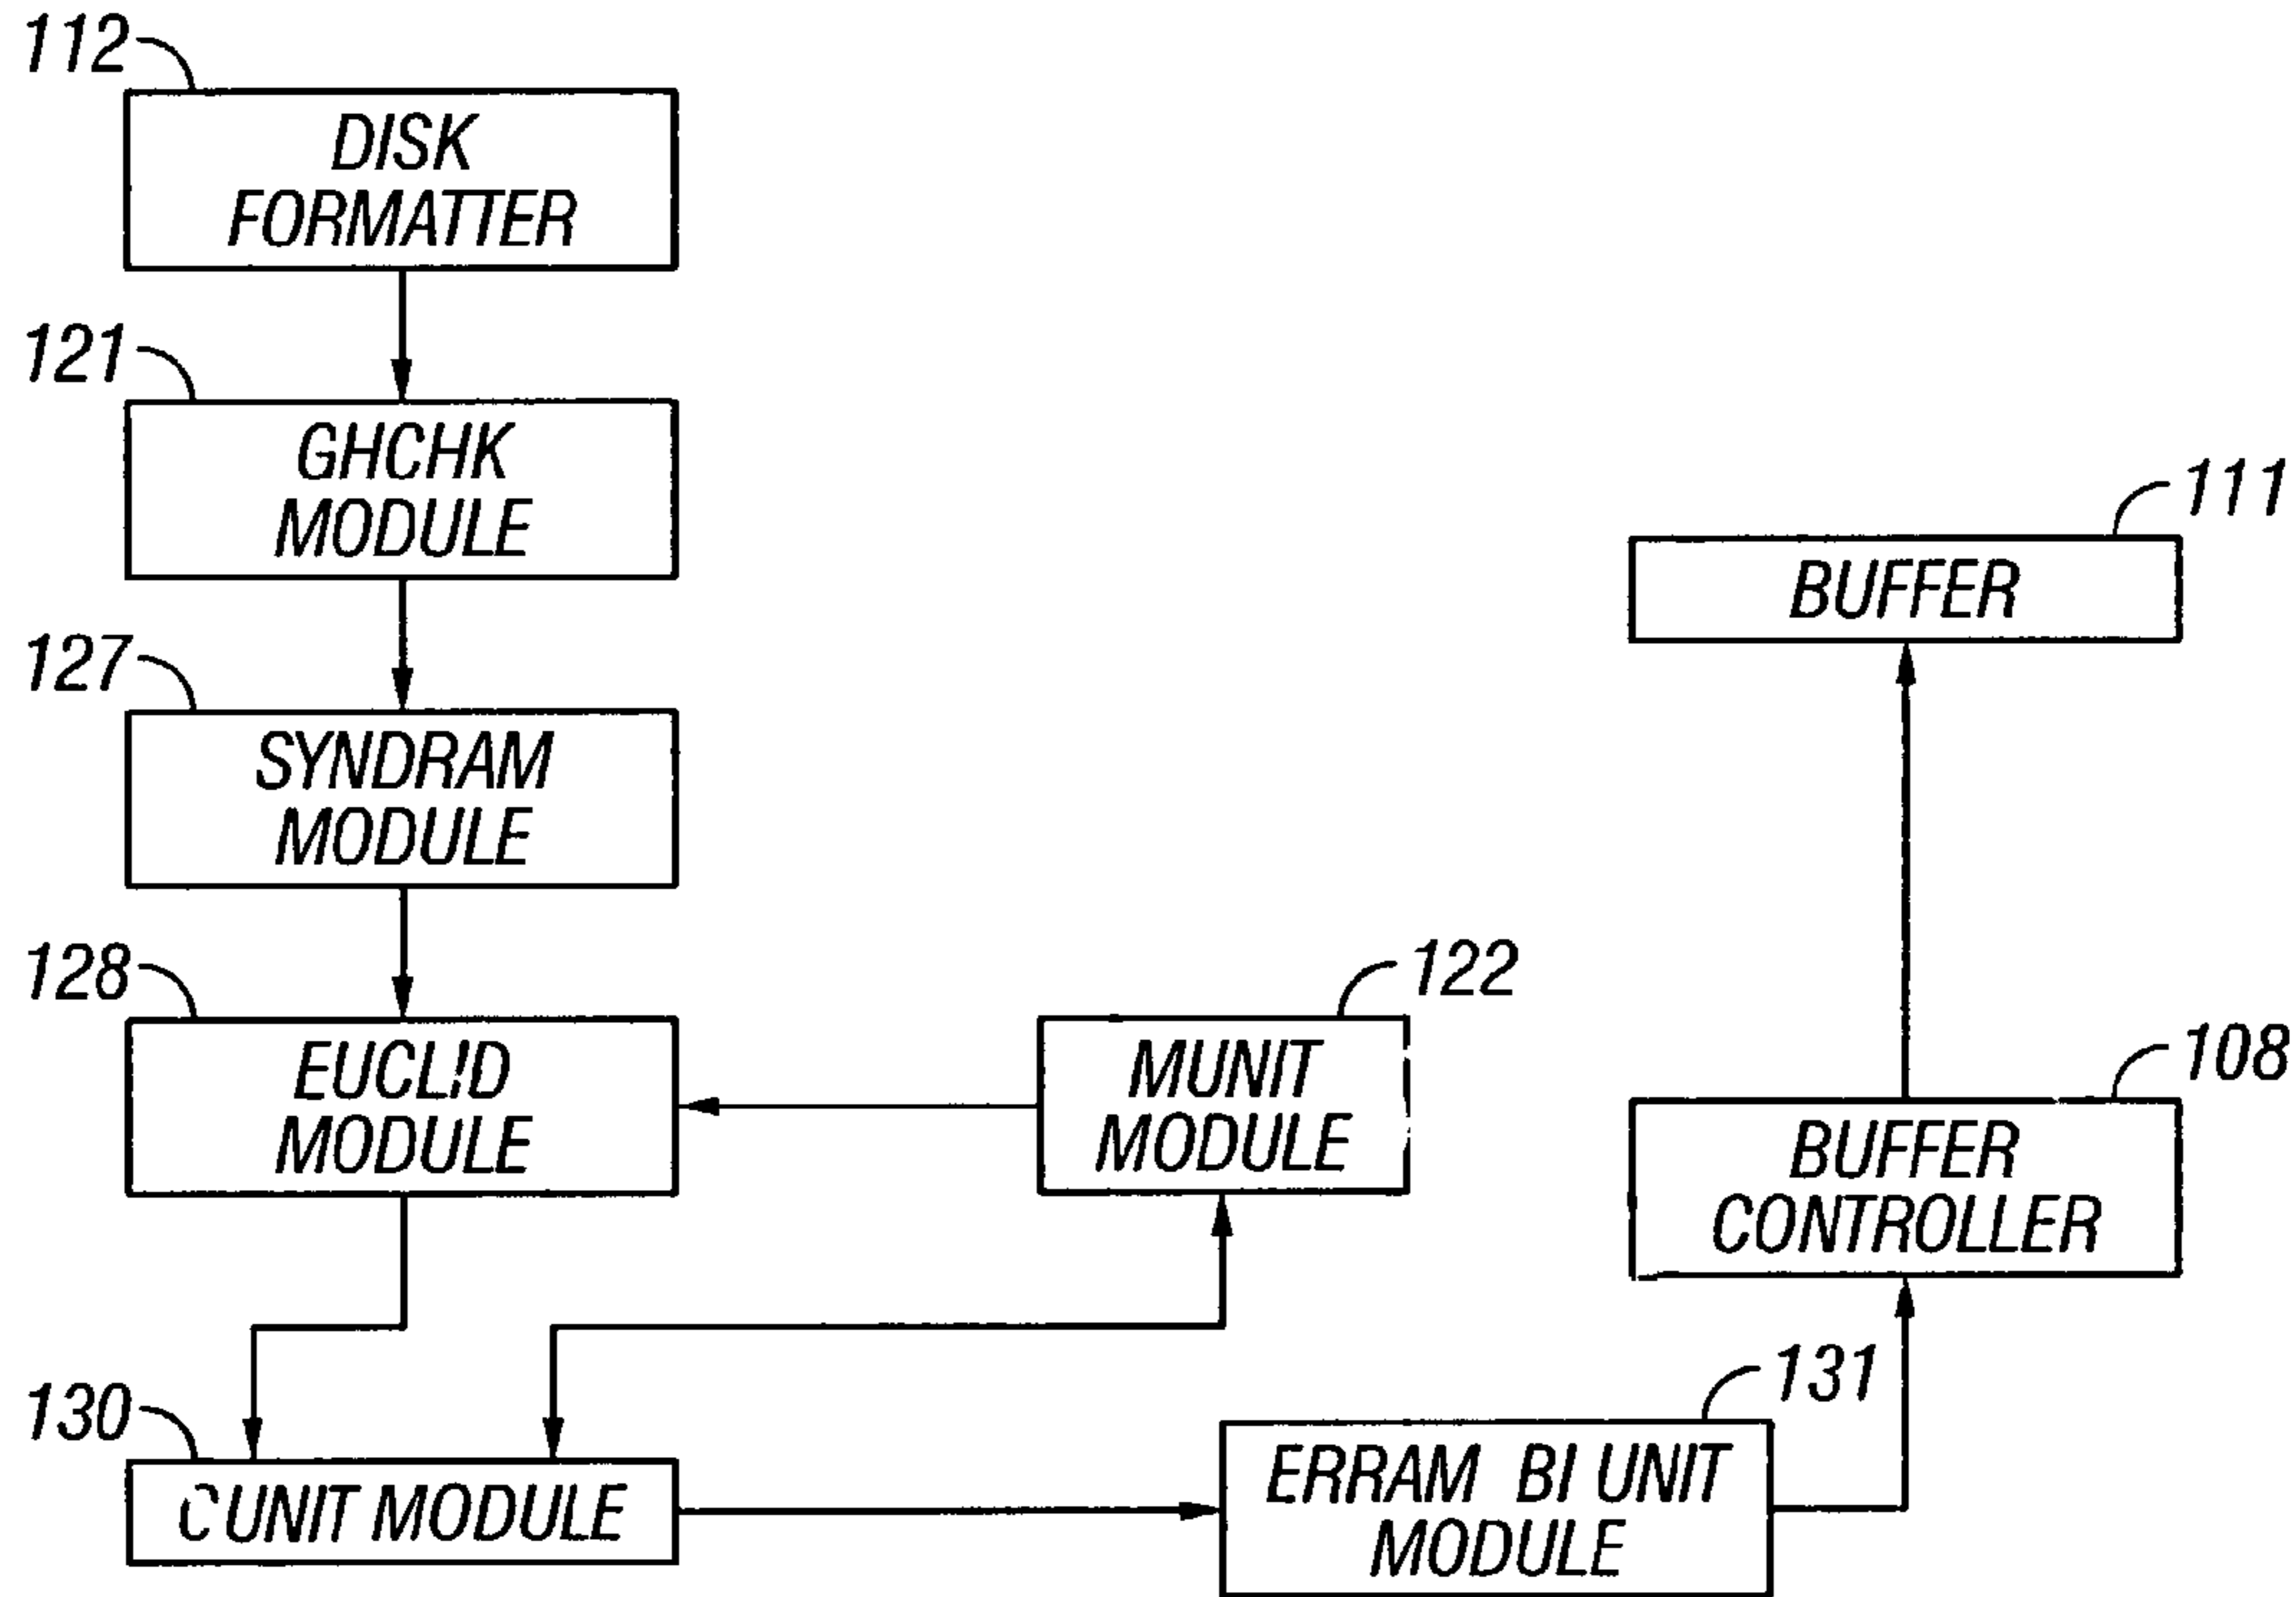 112
DISK
FORMATTER
121
GHCHK
MODULE
127
SYNDRAM
MODULE
128
EUCL!D
MODULE
122
MUNIT
MODULE
111
BUFFER
108
BUFFER
CONTROLLER
130
CUNIT MODULE
131
ERRAM BI UNIT
MODULE